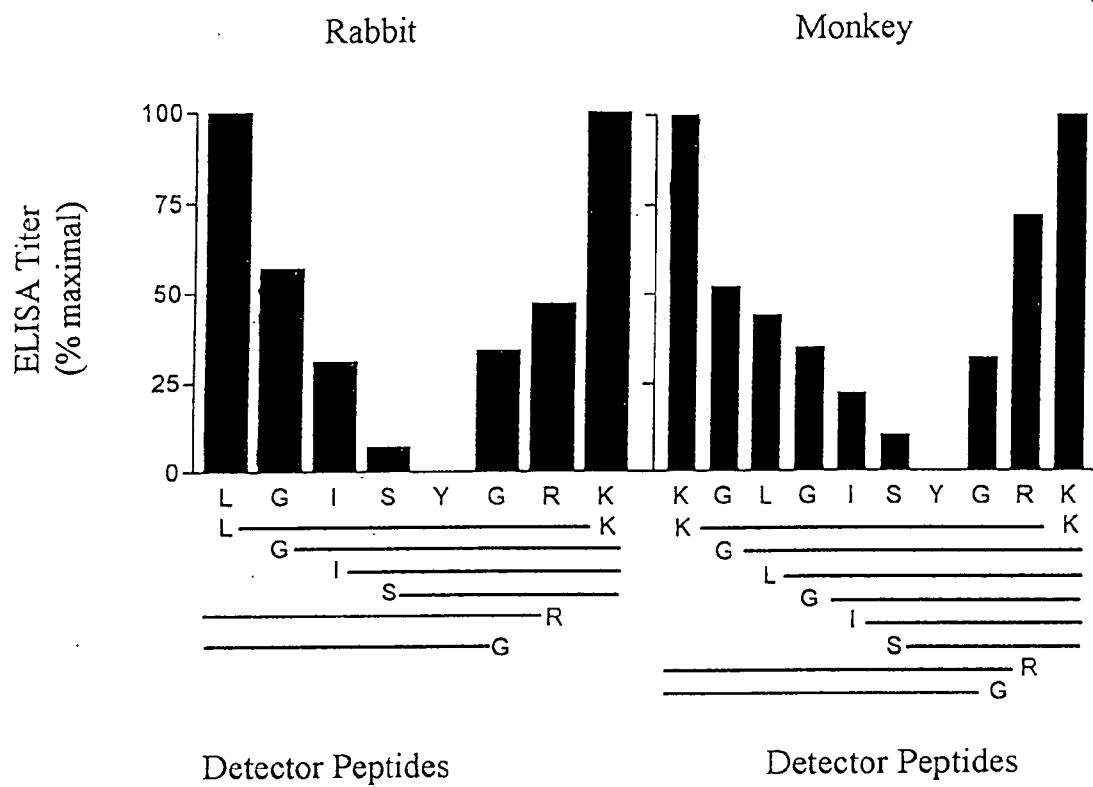 Rabbit
Monkey
ELISA Titer
(% maximal)
100
75
50
25
0
L G I S Y G R K
L K
G
I
S
R
G
K G L G I S Y G R K
K K
G
L
G
I
S
R
G
Detector Peptides
Detector Peptides